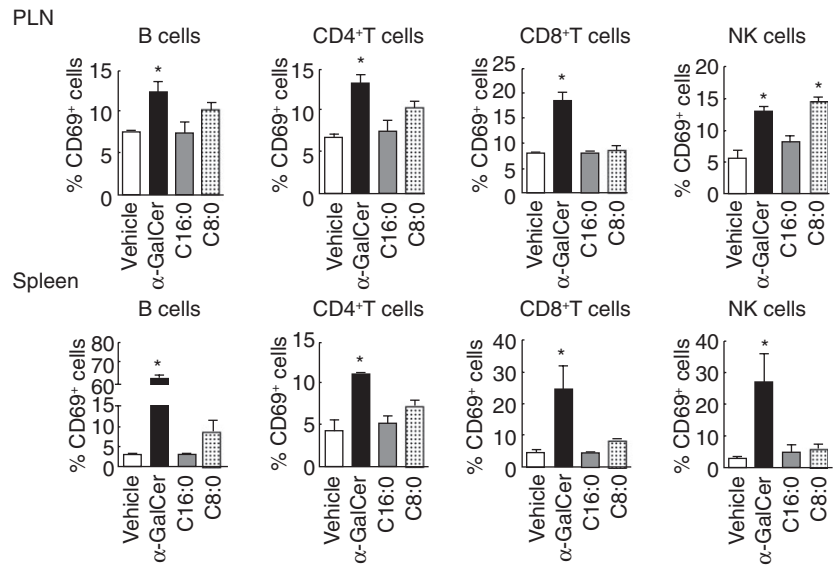 PLN
B cells
% CD69+ cells
15
10
5
0
*
Vehicle
α-GalCer
C16:0
C8:0
CD4+T cells
% CD69+ cells
15
10
5
0
*
Vehicle
α-GalCer
C16:0
C8:0
CD8+T cells
% CD69+ cells
25
20
15
10
5
0
*
Vehicle
α-GalCer
C16:0
C8:0
NK cells
% CD69+ cells
20
15
10
5
0
*
*
Vehicle
α-GalCer
C16:0
C8:0
Spleen
B cells
% CD69+ cells
80
70
60
15
10
5
0
*
Vehicle
α-GalCer
C16:0
C8:0
CD4+T cells
% CD69+ cells
15
10
5
0
*
Vehicle
α-GalCer
C16:0
C8:0
CD8+T cells
% CD69+ cells
40
30
20
10
0
*
Vehicle
α-GalCer
C16:0
C8:0
NK cells
% CD69+ cells
40
30
20
10
0
*
Vehicle
α-GalCer
C16:0
C8:0